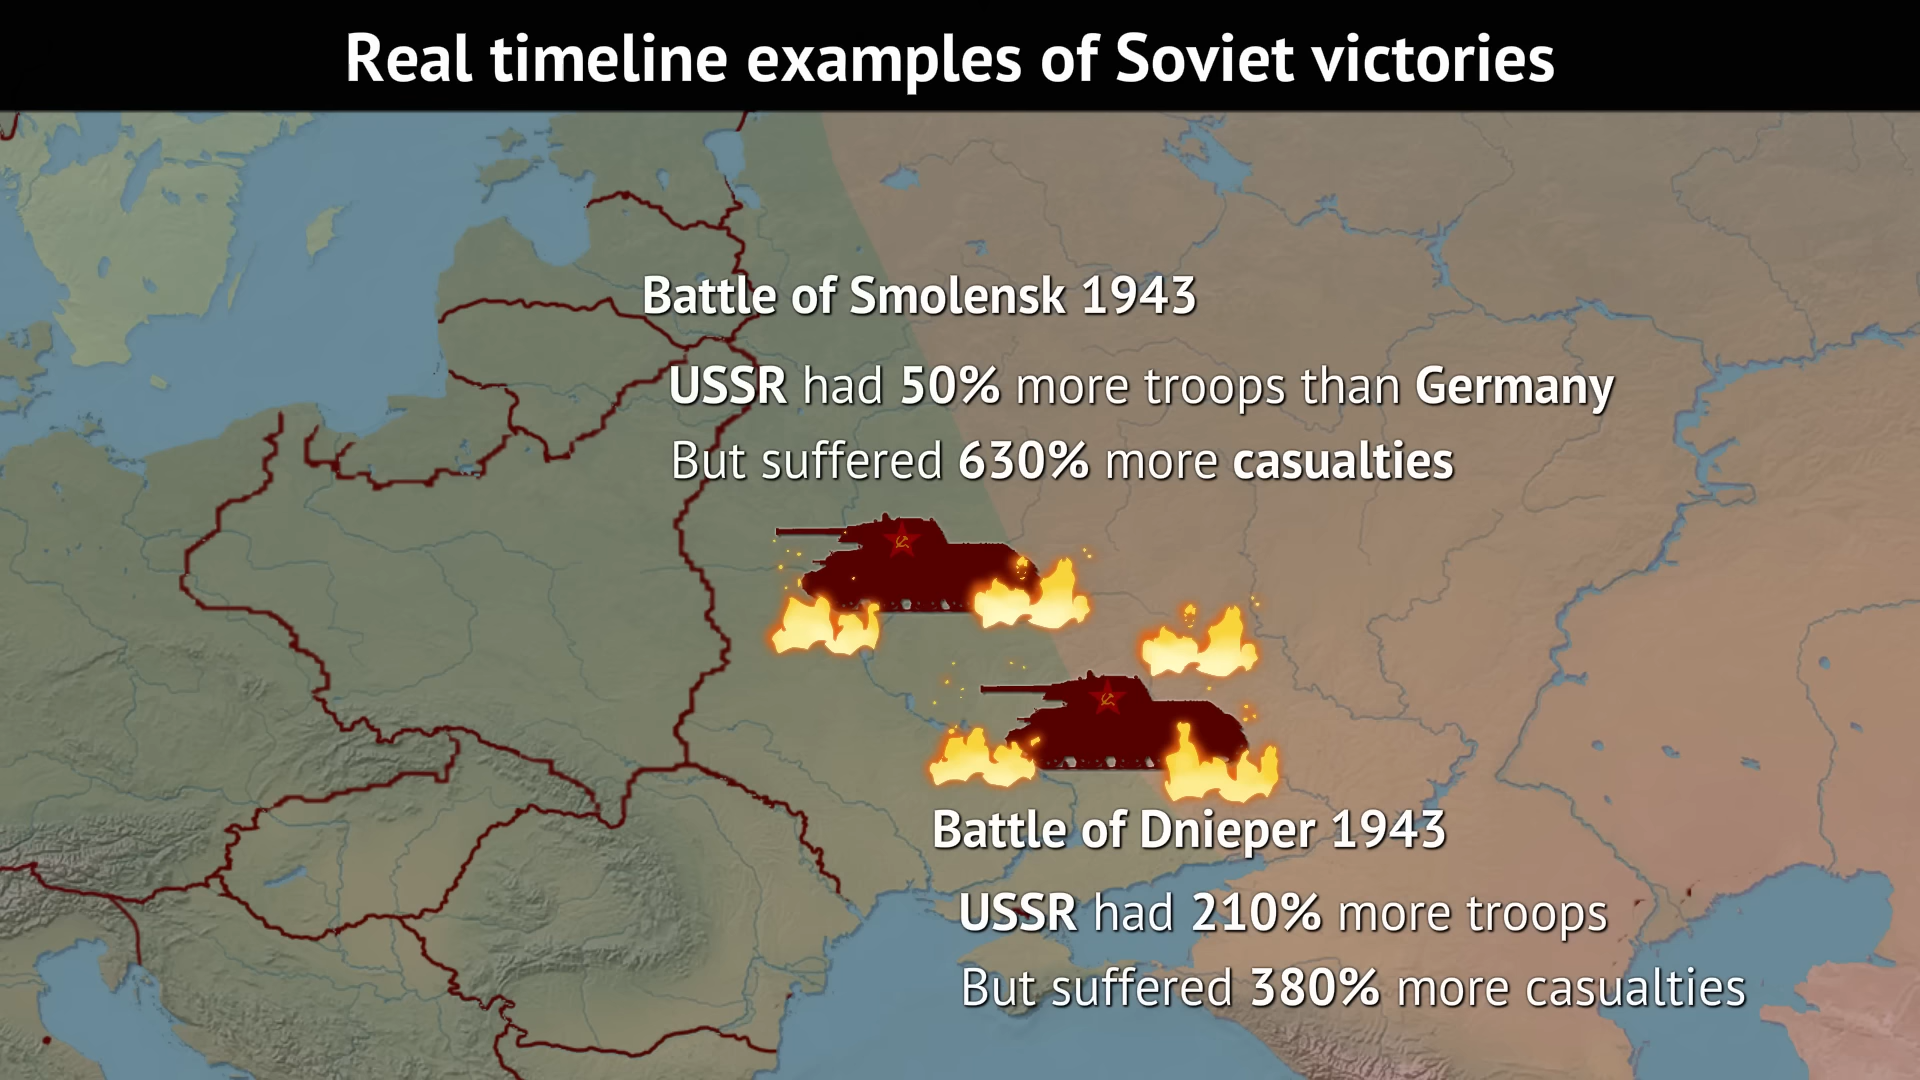 Real timeline examples of Soviet victories
Battle of Smolensk 1943
USSR had 50% more troops than Germany
But suffered 630% more casualties
Battle of Dnieper 1943
USSR had 210% more troops
But suffered 380% more casualties